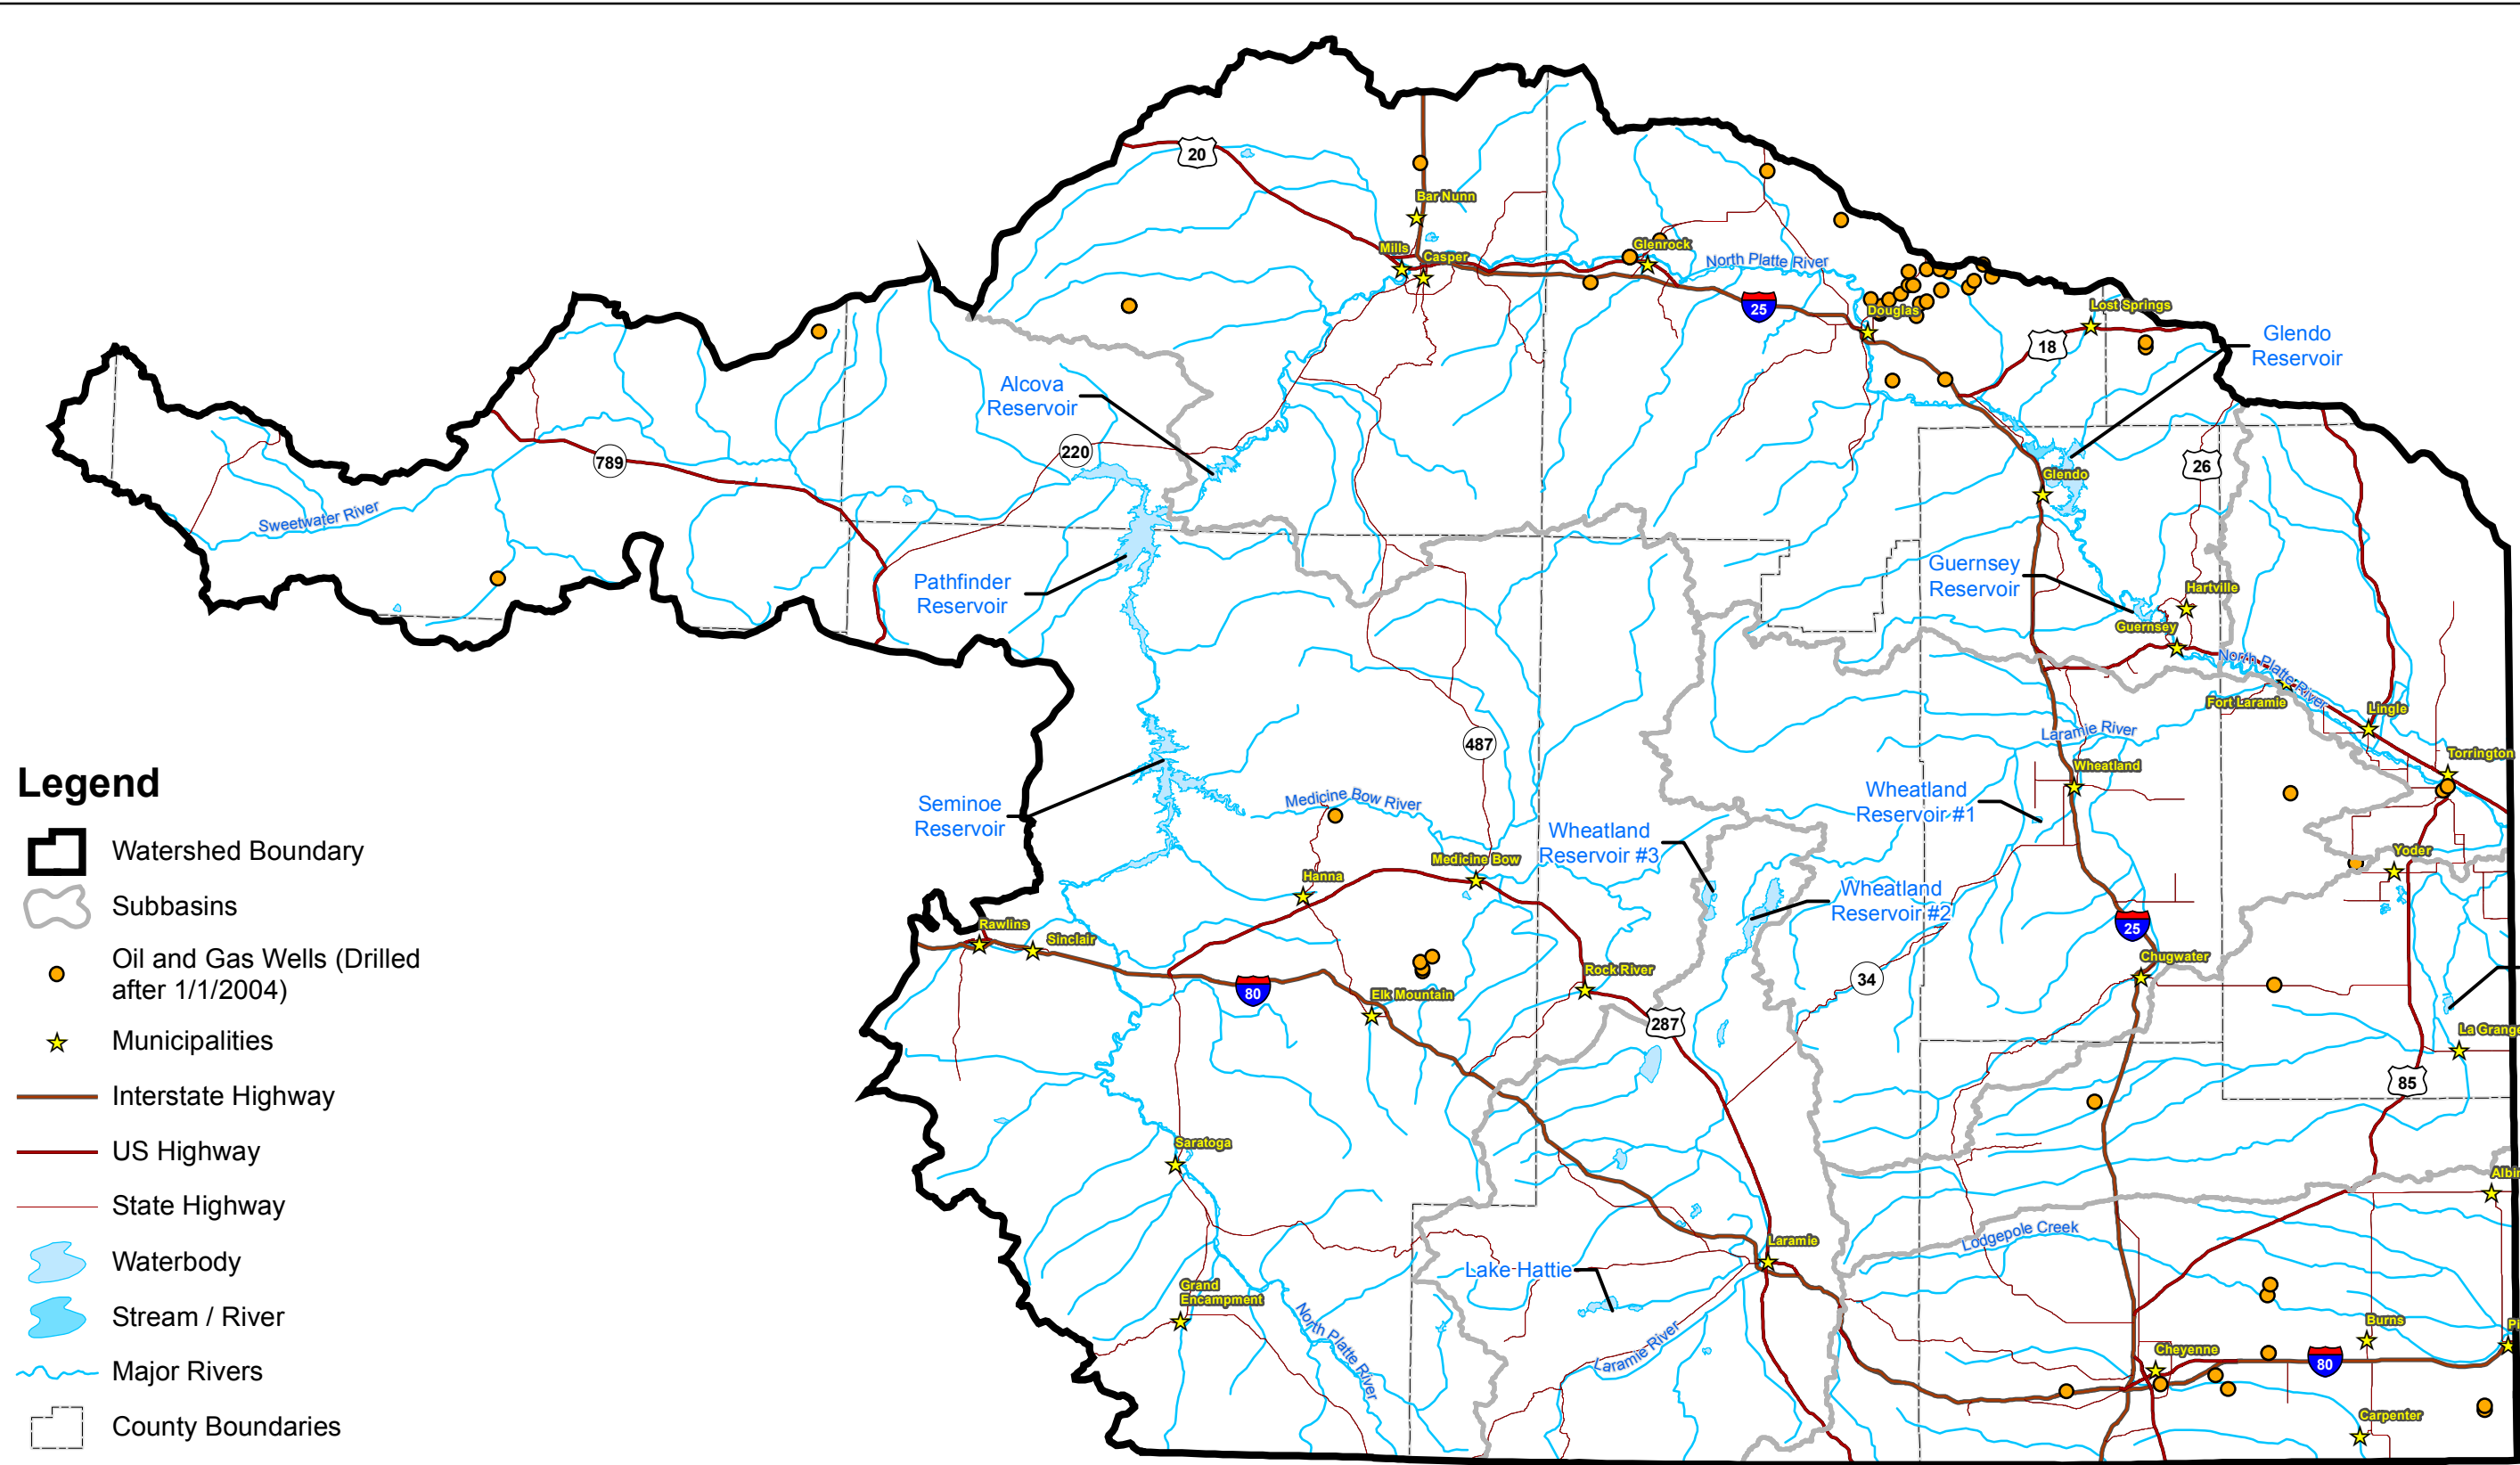 20
Bar Nunn
Mills
Casper
Glenrock
North Platte River
25
Douglas
Lost Springs
18
Glendo
Reservoir
Alcova
Reservoir
220
789
26
Glendo
Sweetwater River
Pathfinder
Reservoir
Guernsey
Reservoir
Hartville
Guernsey
North Platte River
Fort Laramie
Lingle
Laramie River
487
Torrington
Wheatland
Legend
Seminoe
Reservoir
Medicine Bow River
Wheatland
Reservoir #1
Wheatland
Reservoir #3
Watershed Boundary
Medicine Bow
Yoder
Hanna
Wheatland
Reservoir #2
Subbasins
Rawlins
Sinclair
25
Oil and Gas Wells (Drilled
after 1/1/2004)
Rock River
Chugwater
34
80
Elk Mountain
287
La Grange
Municipalities
85
Interstate Highway
US Highway
Saratoga
State Highway
Lodgepole Creek
Laramie
Waterbody
Lake Hattie
Grand
Encampment
Stream / River
North Platte River
Laramie River
Burns
Cheyenne
80
Major Rivers
Carpenter
County Boundaries